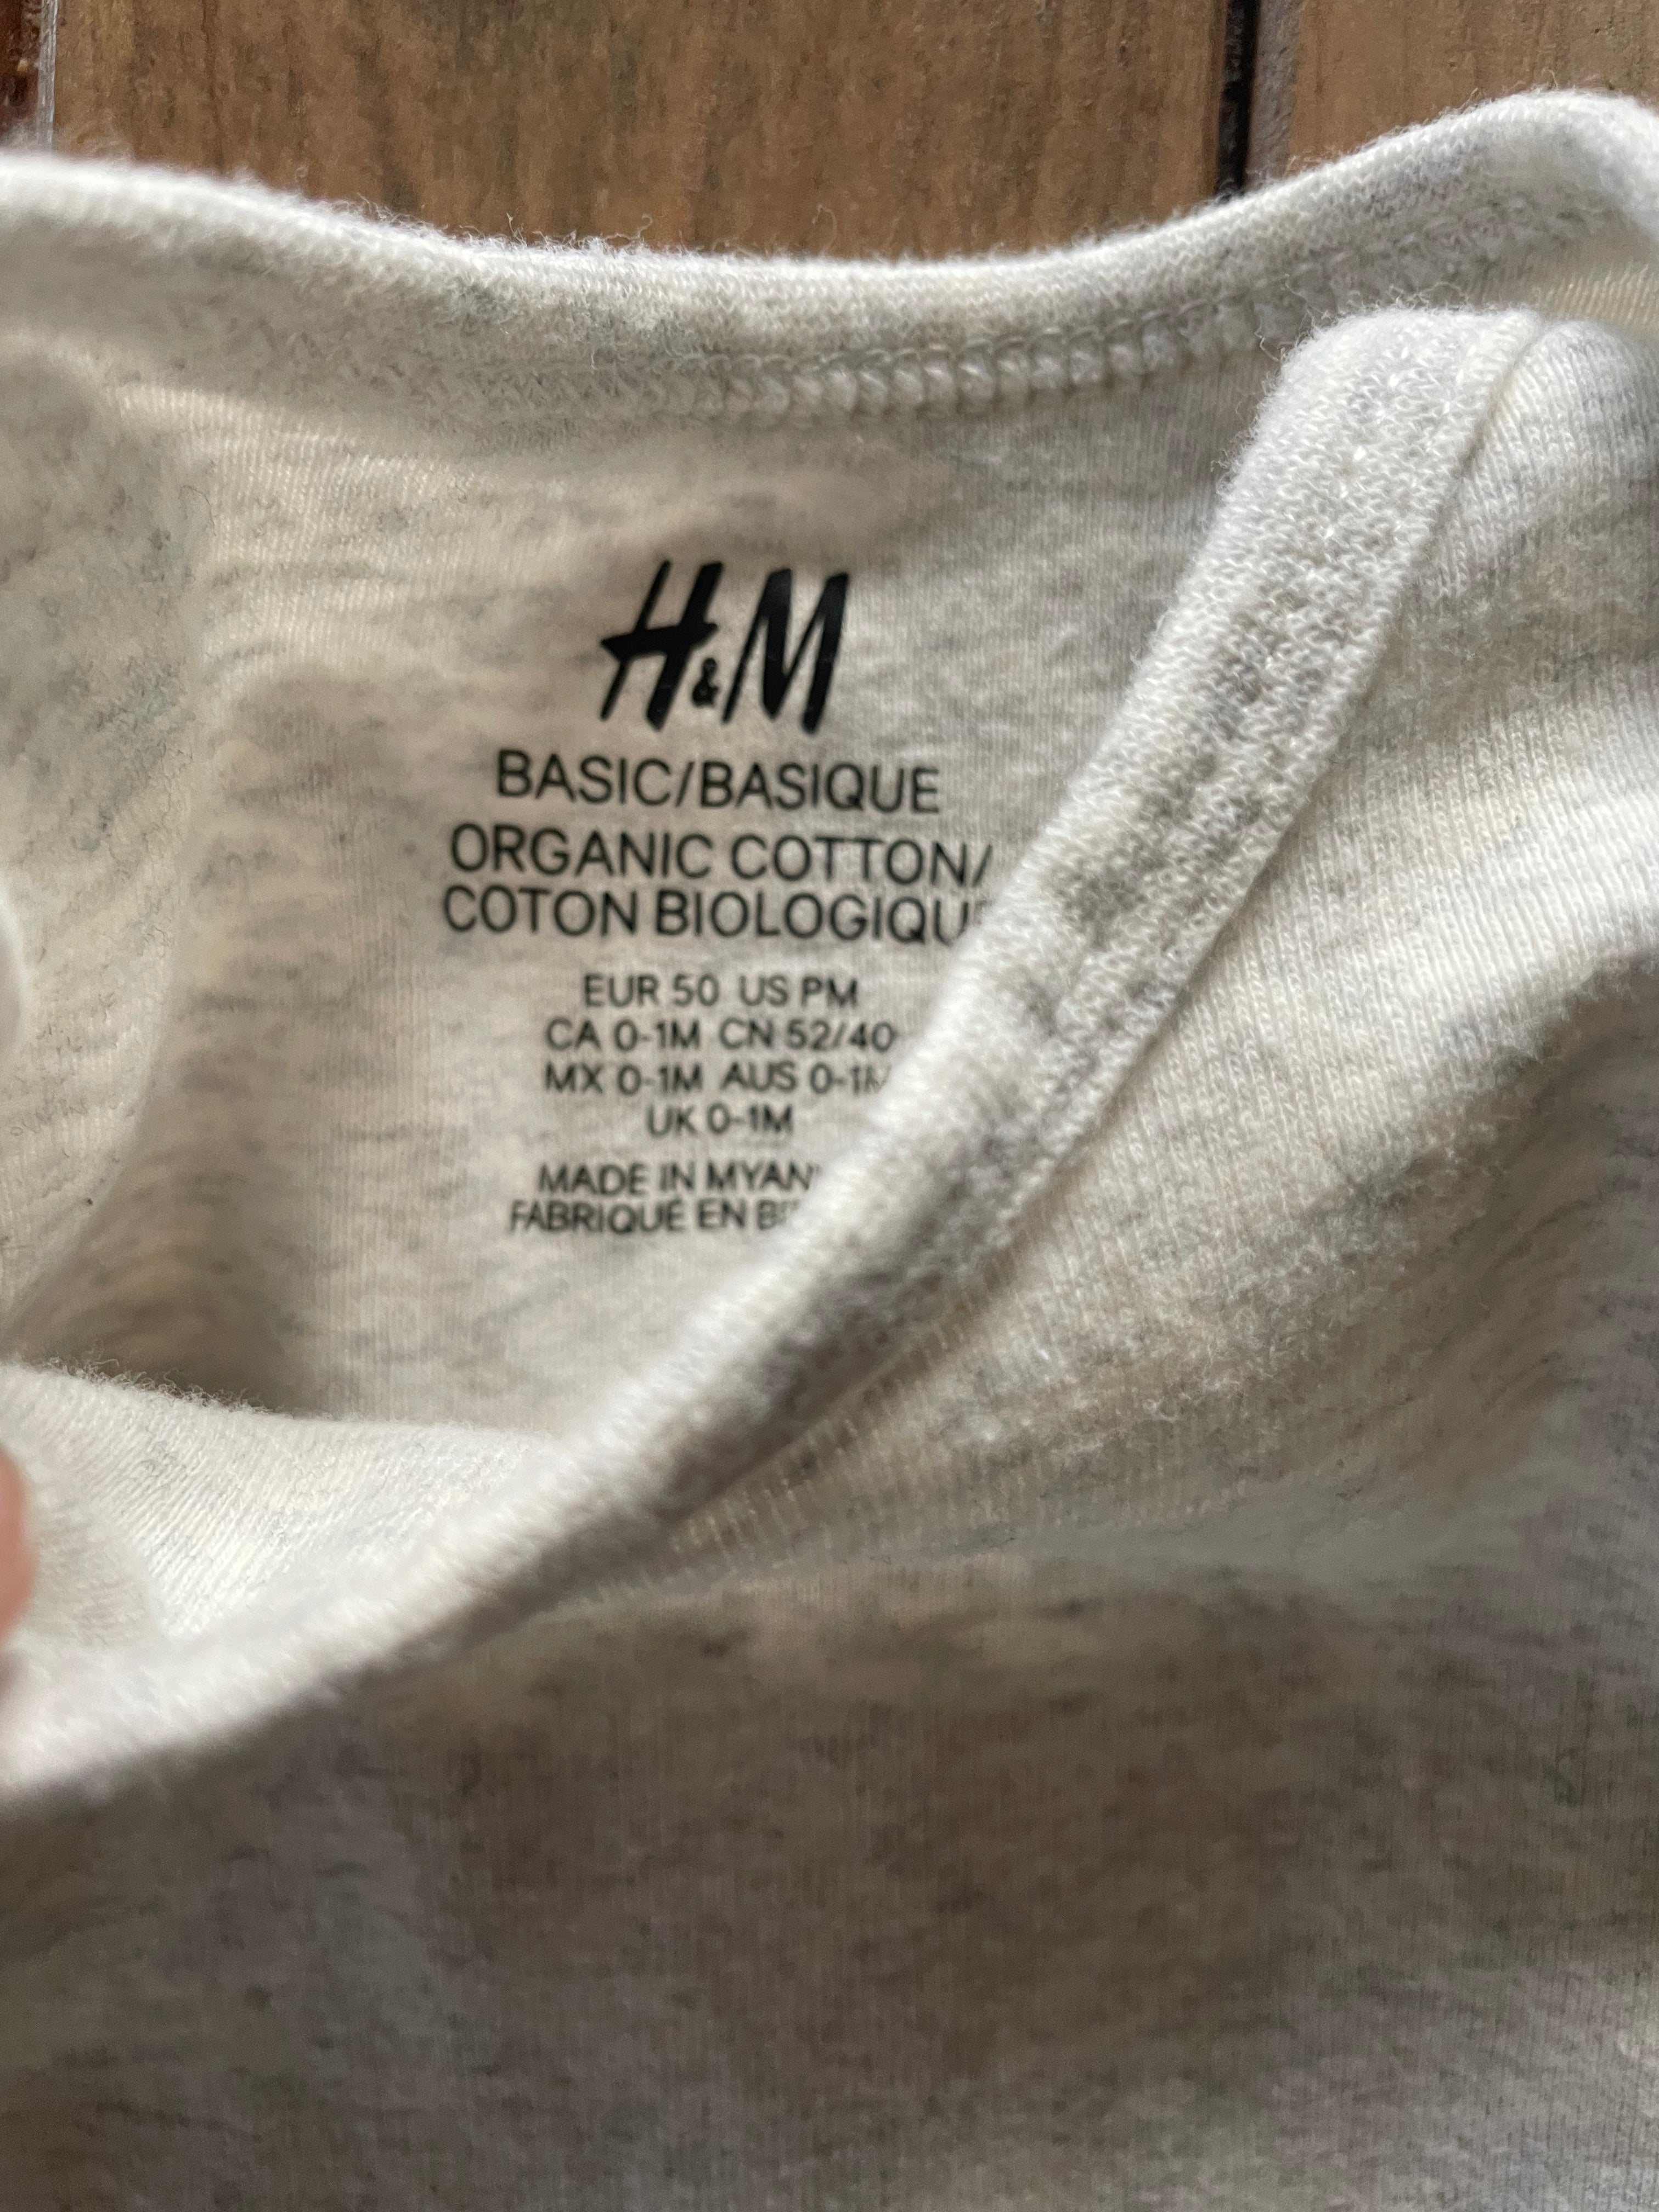 H&M
BASIC/BASIQUE
ORGANIC COTTON/
COTON BIOLOGIQU
EUR 50 US PM
CA 0-1M CN 52/40
MX 0-1M AUS 0-1M
UK 0-1M
MADE IN MYAN
FABRIQUÉ EN